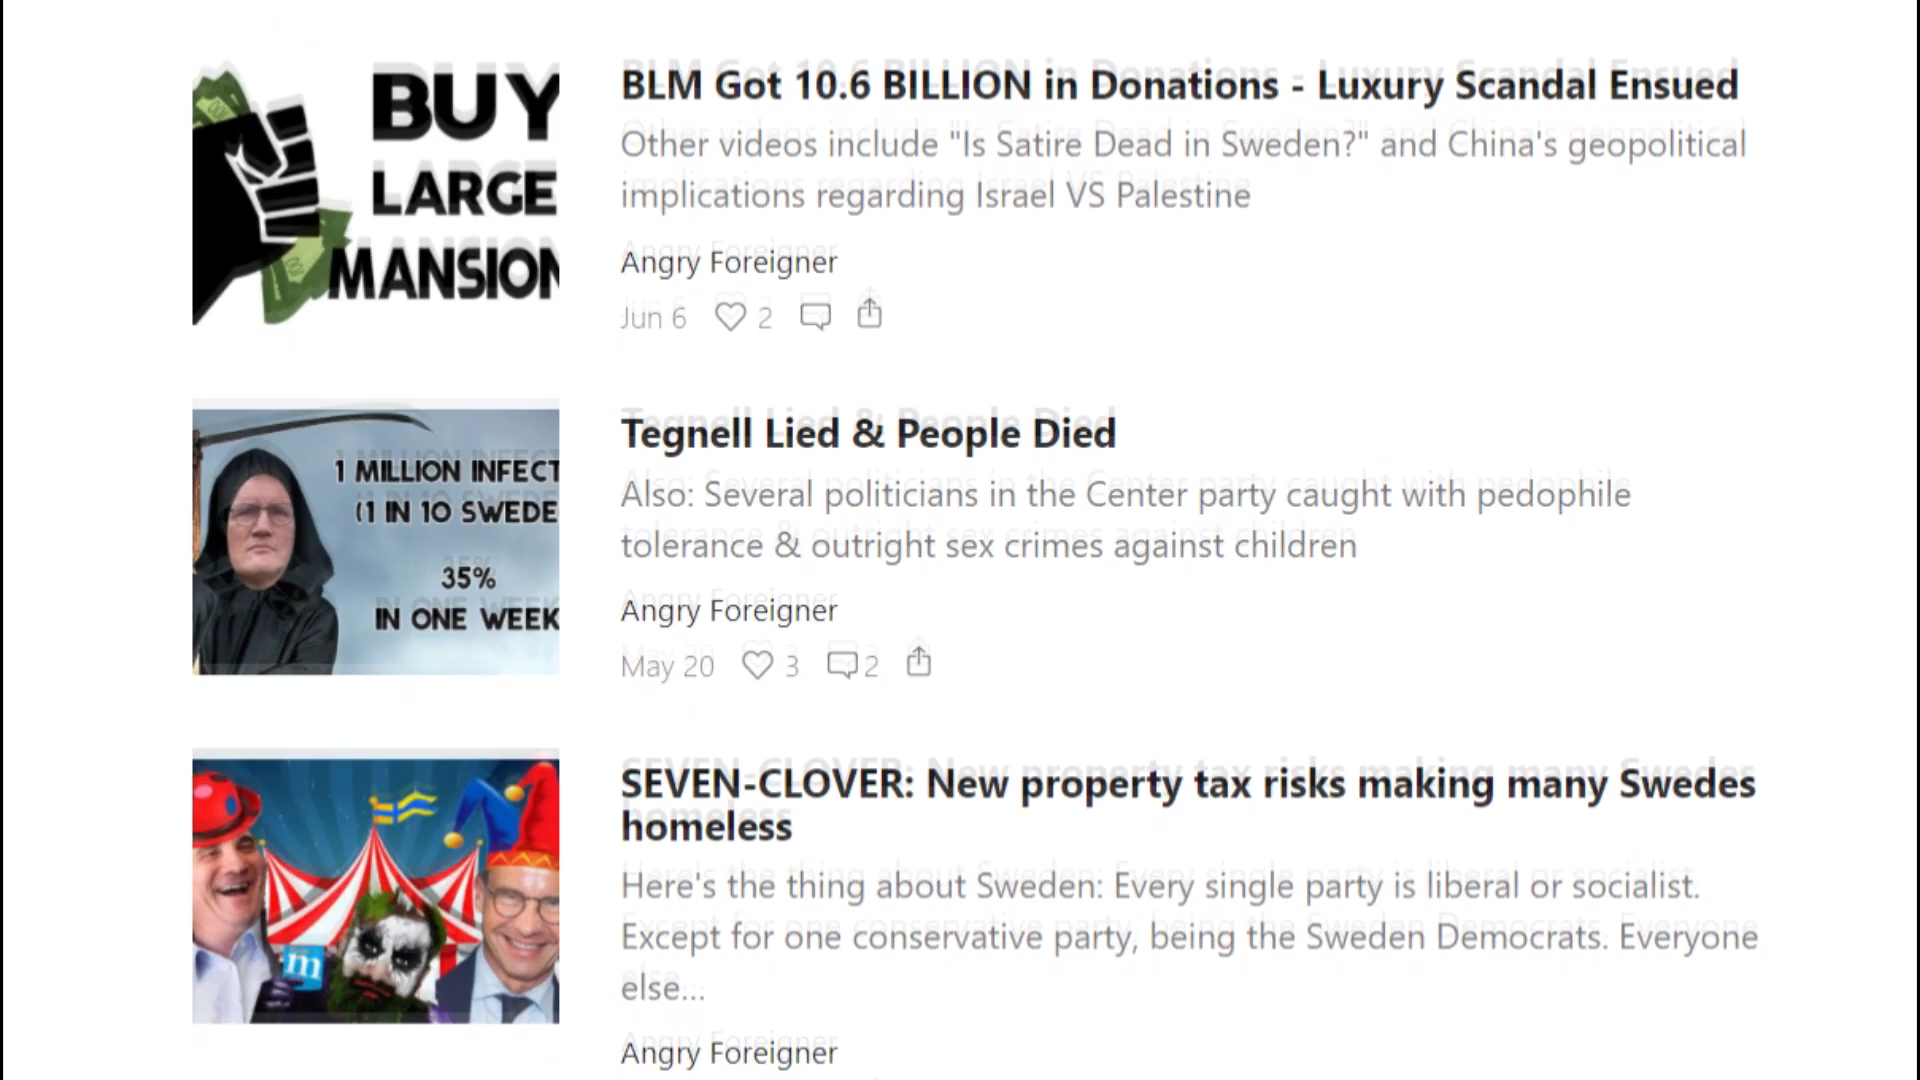 BUY
LARGE
MANSION
BLM Got 10.6 BILLION in Donations - Luxury Scandal Ensued
Other videos include "Is Satire Dead in Sweden?" and China's geopolitical
implications regarding Israel VS Palestine
Angry Foreigner
Jun 6 2
1 MILLION INFECT
(1 IN 10 SWEDE
35%
IN ONE WEEK
Tegnell Lied & People Died
Also: Several politicians in the Center party caught with pedophile
tolerance & outright sex crimes against children
Angry Foreigner
May 20 3 2
m
SEVEN-CLOVER: New property tax risks making many Swedes
homeless
Here's the thing about Sweden: Every single party is liberal or socialist.
Except for one conservative party, being the Sweden Democrats. Everyone
else...
Angry Foreigner